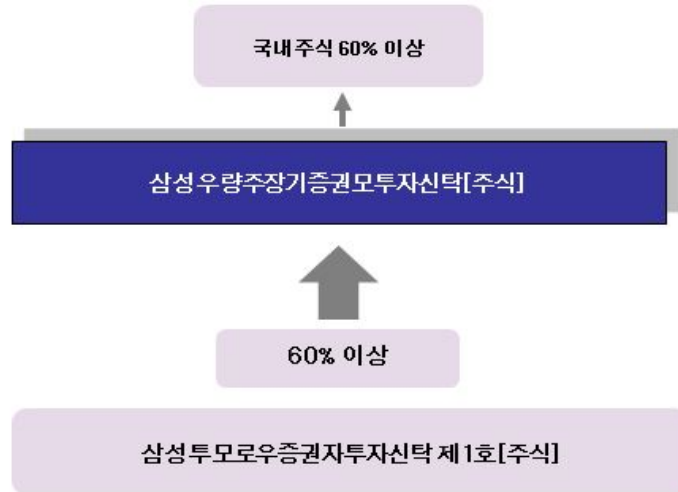 국내 주식 60% 이상
삼성우량주장기증권모투자신탁[주식]
60% 이상
삼성투모로우증권자투자신탁 제1호[주식]